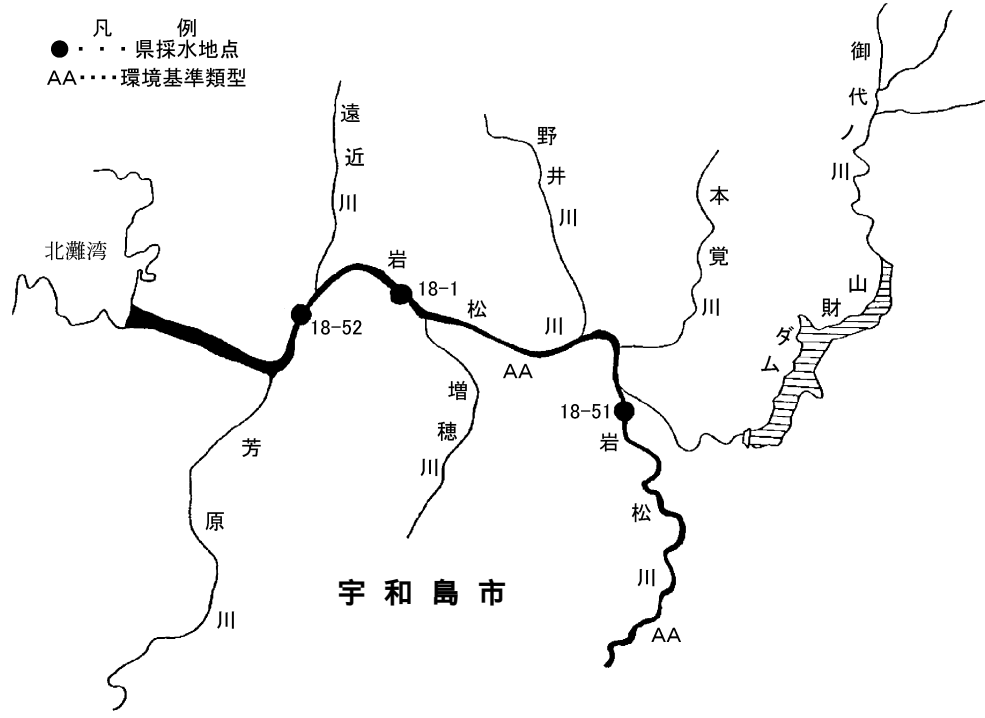 凡 例
●・・・県採水地点
AA‥‥環境基準類型
御代ノ川
遠近川
野井川
本覚川
北灘湾
岩松川
18-1
18-52
山財ダム
AA
増穂川
18-51
芳原川
岩松川
宇和島市
AA